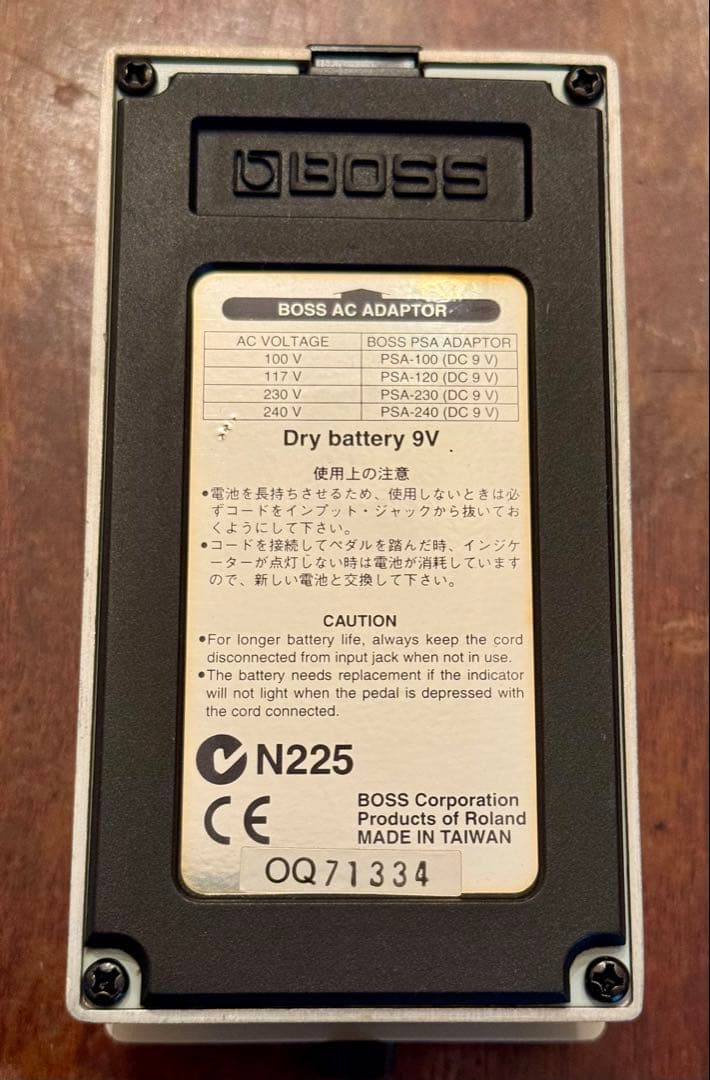 BOSS
BOSS AC ADAPTOR
AC VOLTAGE BOSS PSA ADAPTOR
100 V PSA-100 (DC 9 V)
117 V PSA-120 (DC 9 V)
230 V PSA-230 (DC 9 V)
240 V PSA-240 (DC 9 V)
Dry battery 9V
使用上の注意
●電池を長持ちさせるため、使用しないときは必
ずコードをインプット・ジャックから抜いてお
くようにして下さい。
●コードを接続してペダルを踏んだ時、インジケ
ーターが点灯しない時は電池が消耗しています
ので、新しい電池と交換して下さい。
CAUTION
●For longer battery life, always keep the cord
disconnected from input jack when not in use.
●The battery needs replacement if the indicator
will not light when the pedal is depressed with
the cord connected.
N225
CE
BOSS Corporation
Products of Roland
MADE IN TAIWAN
OQ71334